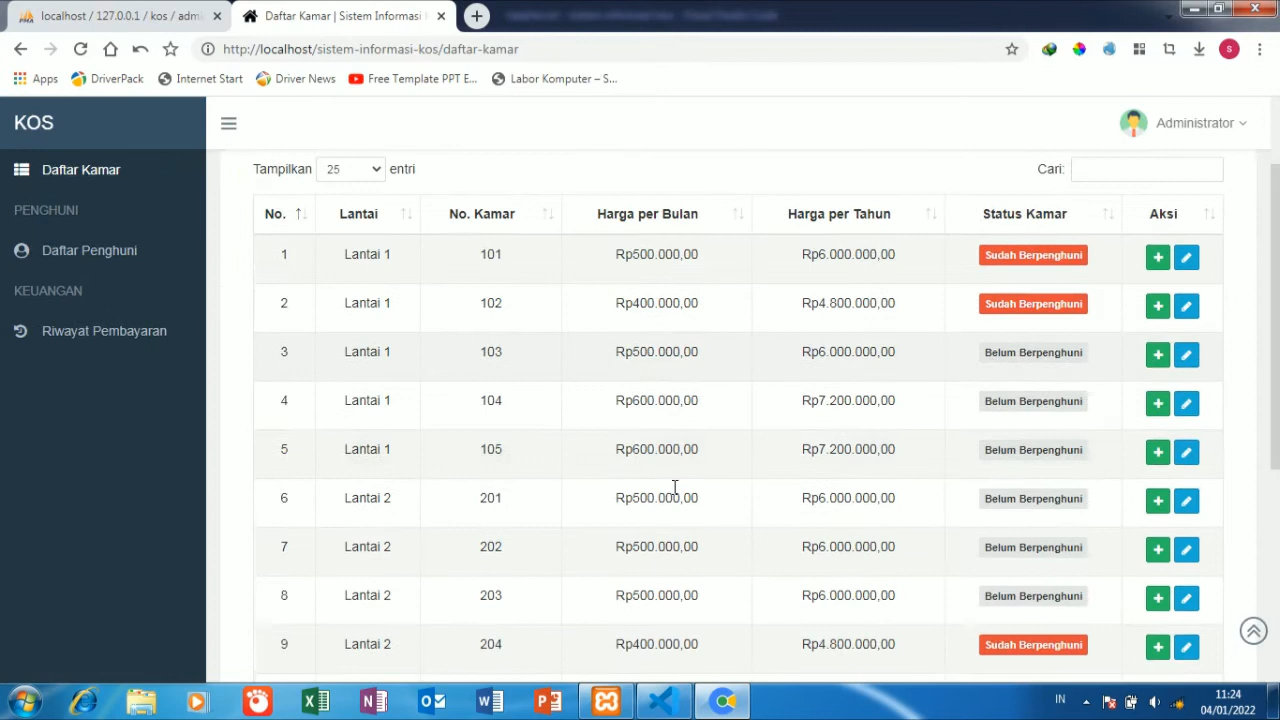 localhost / 127.0.0.1 / kos / adm
Daftar Kamar | Sistem Informasi
http://localhost/sistem-informasi-kos/daftar-kamar
S
Apps DriverPack Internet Start Driver News Free Template PPT E... Labor Komputer – S...
KOS
Administrator
Daftar Kamar
PENGHUNI
Daftar Penghuni
KEUANGAN
Riwayat Pembayaran
Tampilkan 25 entri Cari:
No. Lantai No. Kamar Harga per Bulan Harga per Tahun Status Kamar Aksi
1 Lantai 1 101 Rp500.000,00 Rp6.000.000,00 Sudah Berpenghuni
2 Lantai 1 102 Rp400.000,00 Rp4.800.000,00 Sudah Berpenghuni
3 Lantai 1 103 Rp500.000,00 Rp6.000.000,00 Belum Berpenghuni
4 Lantai 1 104 Rp600.000,00 Rp7.200.000,00 Belum Berpenghuni
5 Lantai 1 105 Rp600.000,00 Rp7.200.000,00 Belum Berpenghuni
6 Lantai 2 201 Rp500.000,00 Rp6.000.000,00 Belum Berpenghuni
7 Lantai 2 202 Rp500.000,00 Rp6.000.000,00 Belum Berpenghuni
8 Lantai 2 203 Rp500.000,00 Rp6.000.000,00 Belum Berpenghuni
9 Lantai 2 204 Rp400.000,00 Rp4.800.000,00 Sudah Berpenghuni
IN
11:24
04/01/2022